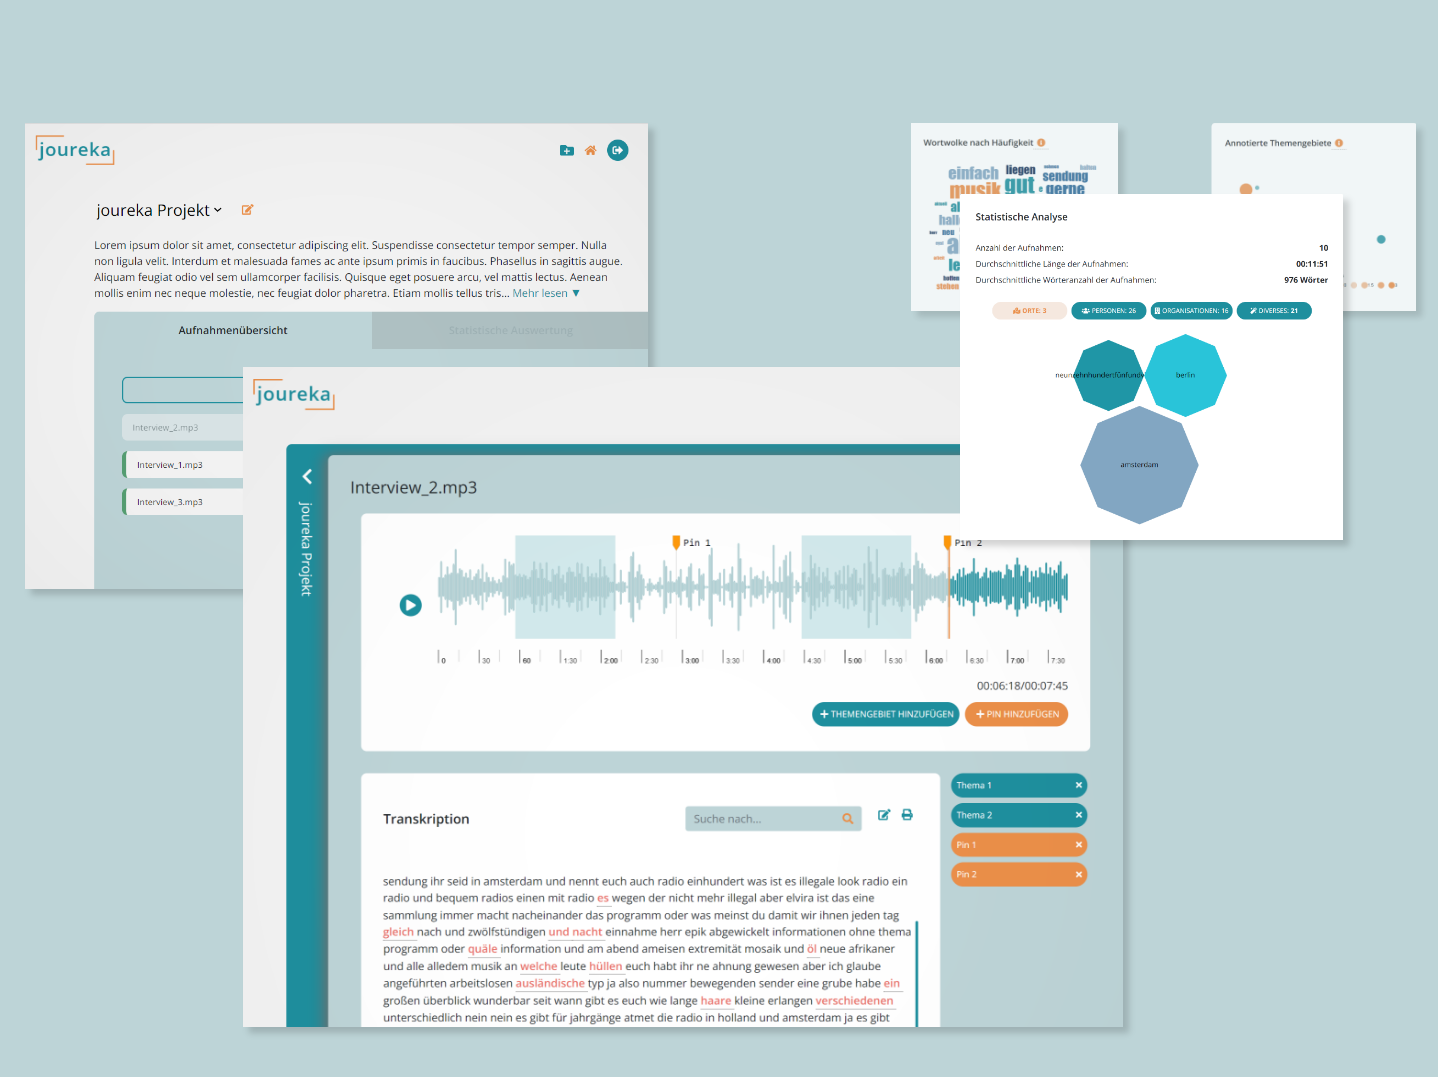 joureka
joureka Projekt
Lorem ipsum dolor sit amet, consectetur adipiscing elit. Suspendisse consectetur tempor semper. Nulla
non ligula velit. Interdum et malesuada fames ac ante ipsum primis in faucibus. Phasellus in sagittis augue.
Aliquam feugiat odio vel sem ullamcorper facilisis. Quisque eget posuere arcu, vel mattis lectus. Aenean
mollis enim nec neque molestie, nec feugiat dolor pharetra. Etiam mollis tellus tris... Mehr lesen ▼
Aufnahmenübersicht
Statistische Auswertung
Interview_2.mp3
Interview_1.mp3
Interview_3.mp3
Wortwolke nach Häufigkeit
einfach liegen sendung
musik gut gerne
Annotierte Themengebiete
Statistische Analyse
Anzahl der Aufnahmen: 10
Durchschnittliche Länge der Aufnahmen: 00:11:51
Durchschnittliche Wörteranzahl der Aufnahmen: 976 Wörter
ORTE: 3 PERSONEN: 26 ORGANISATIONEN: 16 DIVERSES: 21
berlin
amsterdam
joureka
joureka Projekt
Interview_2.mp3
Pin 1 Pin 2
0 30 60 1:30 2:00 2:30 3:00 3:30 4:00 4:30 5:00 5:30 6:00 6:30 7:00 7:30
00:06:18/00:07:45
+ THEMENGEBIET HINZUFÜGEN + PIN HINZUFÜGEN
Transkription
Suche nach...
Thema 1
Thema 2
Pin 1
Pin 2
sendung ihr seid in amsterdam und nennt euch auch radio einhundert was ist es illegale look radio ein
radio und bequem radios einen mit radio es wegen der nicht mehr illegal aber elvira ist das eine
sammlung immer macht nacheinander das programm oder was meinst du damit wir ihnen jeden tag
gleich nach und zwölfstündigen und nacht einnahme herr epik abgewickelt informationen ohne thema
programm oder quäle information und am abend ameisen extremität mosaik und öl neue afrikaner
und alle alledem musik an welche leute hüllen euch habt ihr ne ahnung gewesen aber ich glaube
angeführten arbeitslosen ausländische typ ja also nummer bewegenden sender eine grube habe ein
großen überblick wunderbar seit wann gibt es euch wie lange haare kleine erlangen verschiedenen
unterschiedlich nein nein es gibt für jahrgänge atmet die radio in holland und amsterdam ja es gibt